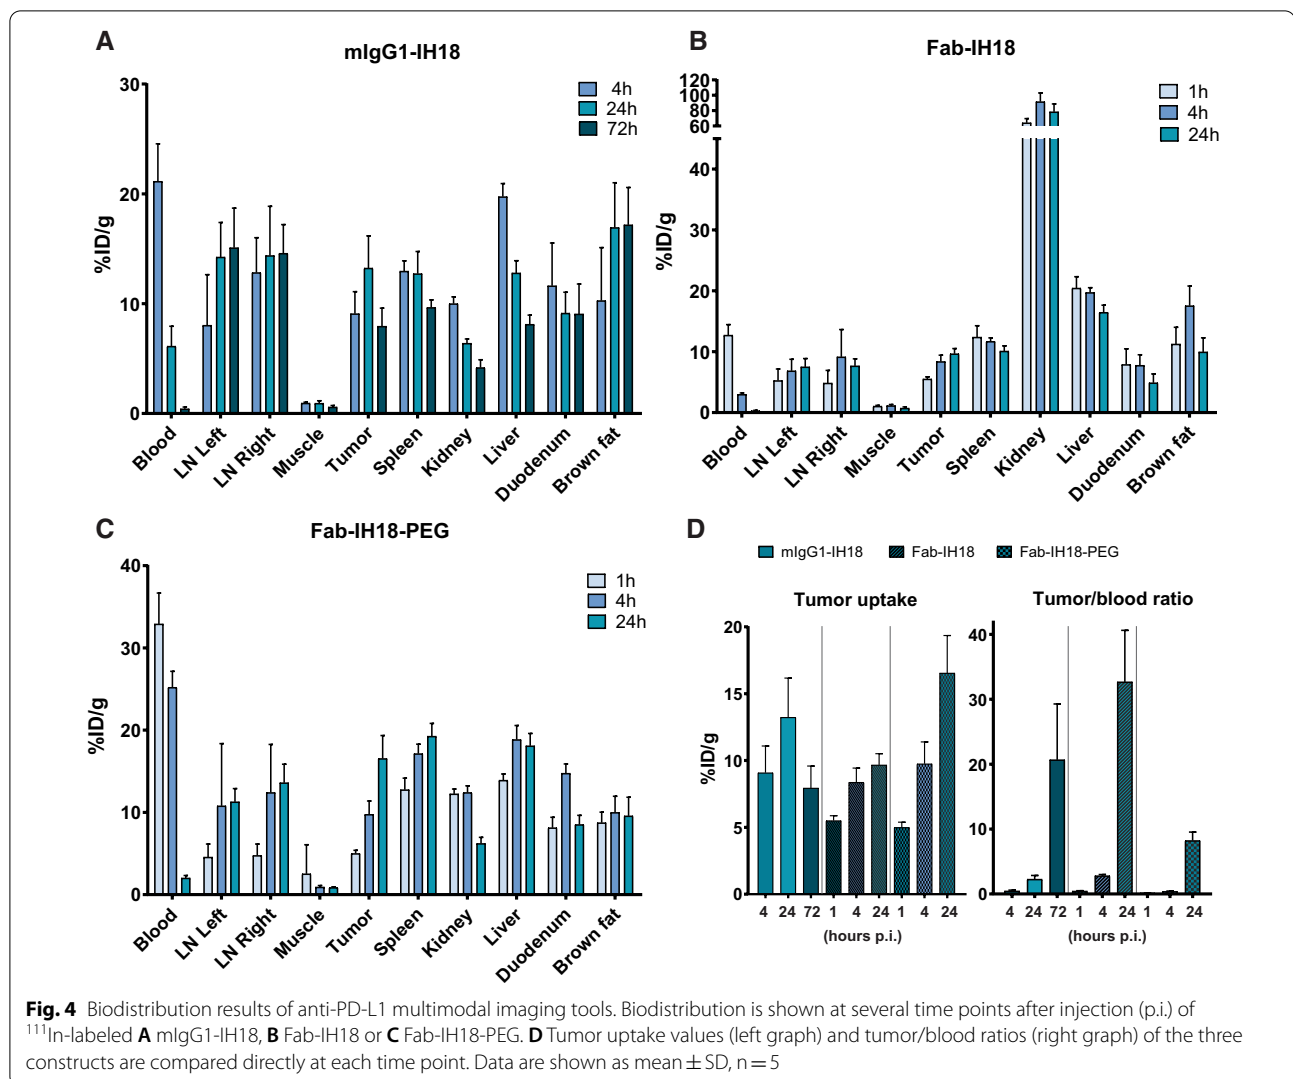 A
mIgG1-IH18
30
20
10
0
%ID/g
4h
24h
72h
Blood
LN Left
LN Right
Muscle
Tumor
Spleen
Kidney
Liver
Duodenum
Brown fat
B
Fab-IH18
120
100
80
60
40
30
20
10
0
%ID/g
1h
4h
24h
Blood
LN Left
LN Right
Muscle
Tumor
Spleen
Kidney
Liver
Duodenum
Brown fat
C
Fab-IH18-PEG
40
30
20
10
0
%ID/g
1h
4h
24h
Blood
LN Left
LN Right
Muscle
Tumor
Spleen
Kidney
Liver
Duodenum
Brown fat
D
mIgG1-IH18 Fab-IH18 Fab-IH18-PEG
Tumor uptake
20
15
10
5
0
%ID/g
4 24 72 1 4 24 1 4 24
(hours p.i.)
Tumor/blood ratio
40
30
20
10
0
4 24 72 1 4 24 1 4 24
(hours p.i.)
Fig. 4 Biodistribution results of anti-PD-L1 multimodal imaging tools. Biodistribution is shown at several time points after injection (p.i.) of
111In-labeled A mIgG1-IH18, B Fab-IH18 or C Fab-IH18-PEG. D Tumor uptake values (left graph) and tumor/blood ratios (right graph) of the three
constructs are compared directly at each time point. Data are shown as mean ± SD, n = 5